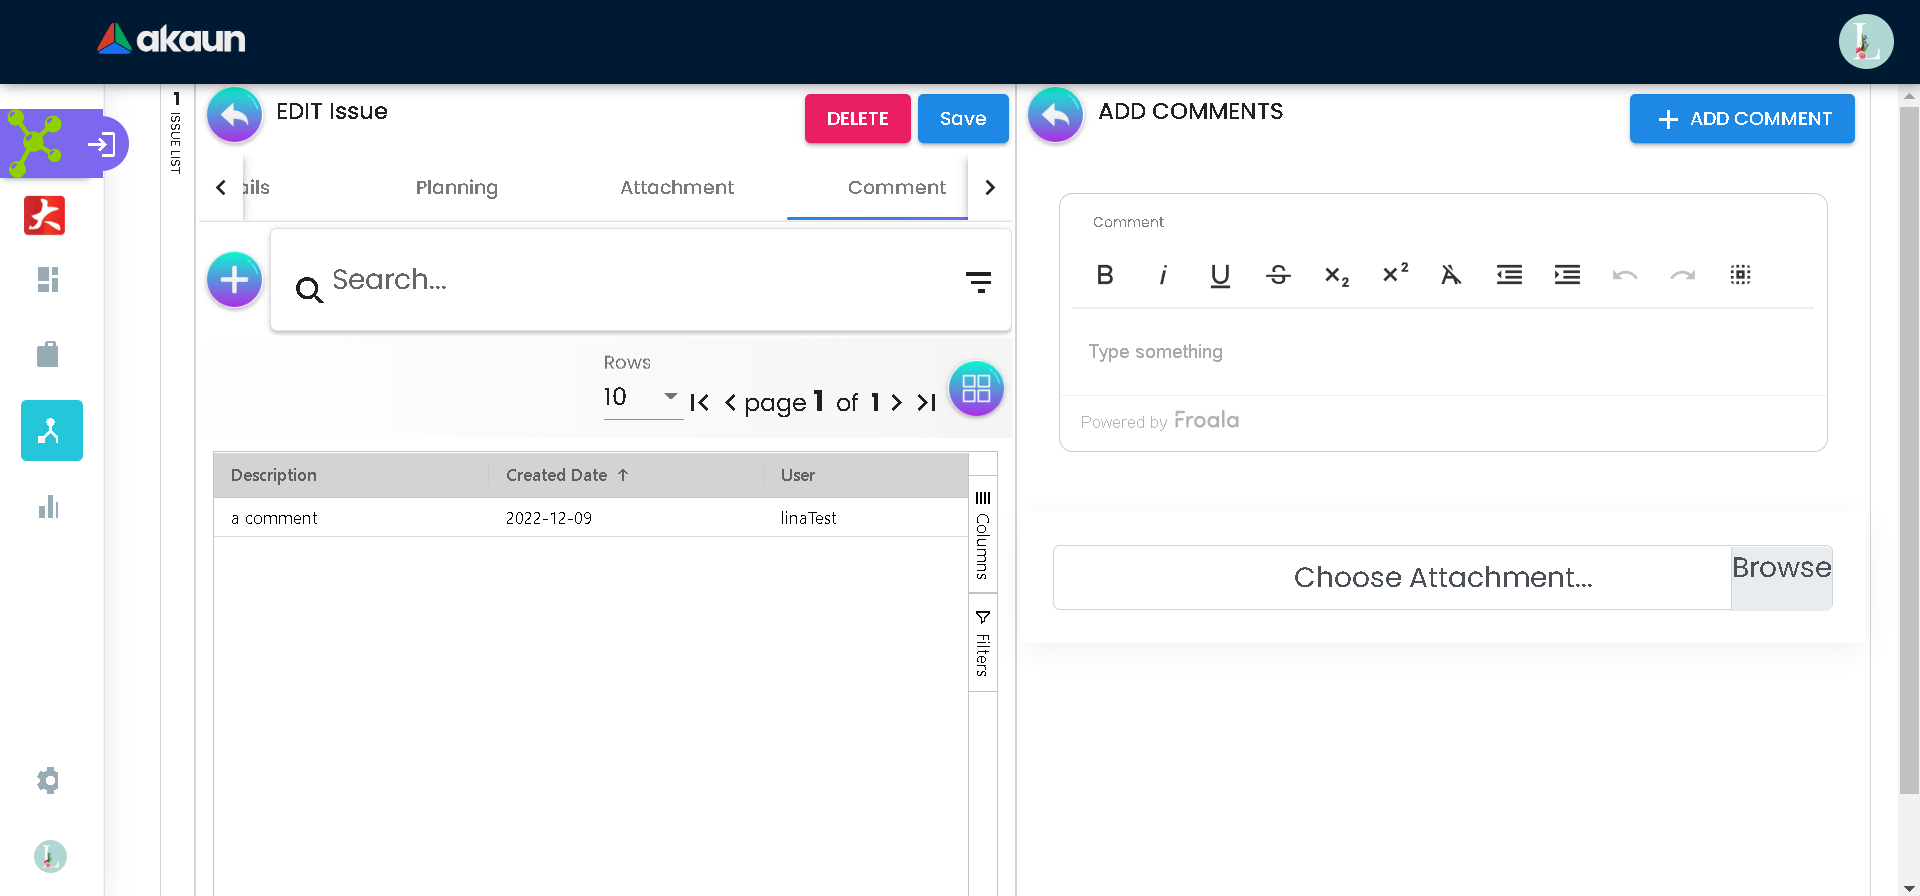 akaun
L
1 ISSUE LIST
EDIT Issue
DELETE
Save
ails
Planning
Attachment
Comment
Search...
Rows
10
page 1 of 1
Description
Created Date
User
a comment
2022-12-09
linaTest
Columns
Filters
ADD COMMENTS
ADD COMMENT
Comment
B i U S x2 x2 A
Type something
Powered by Froala
Choose Attachment...
Browse
L